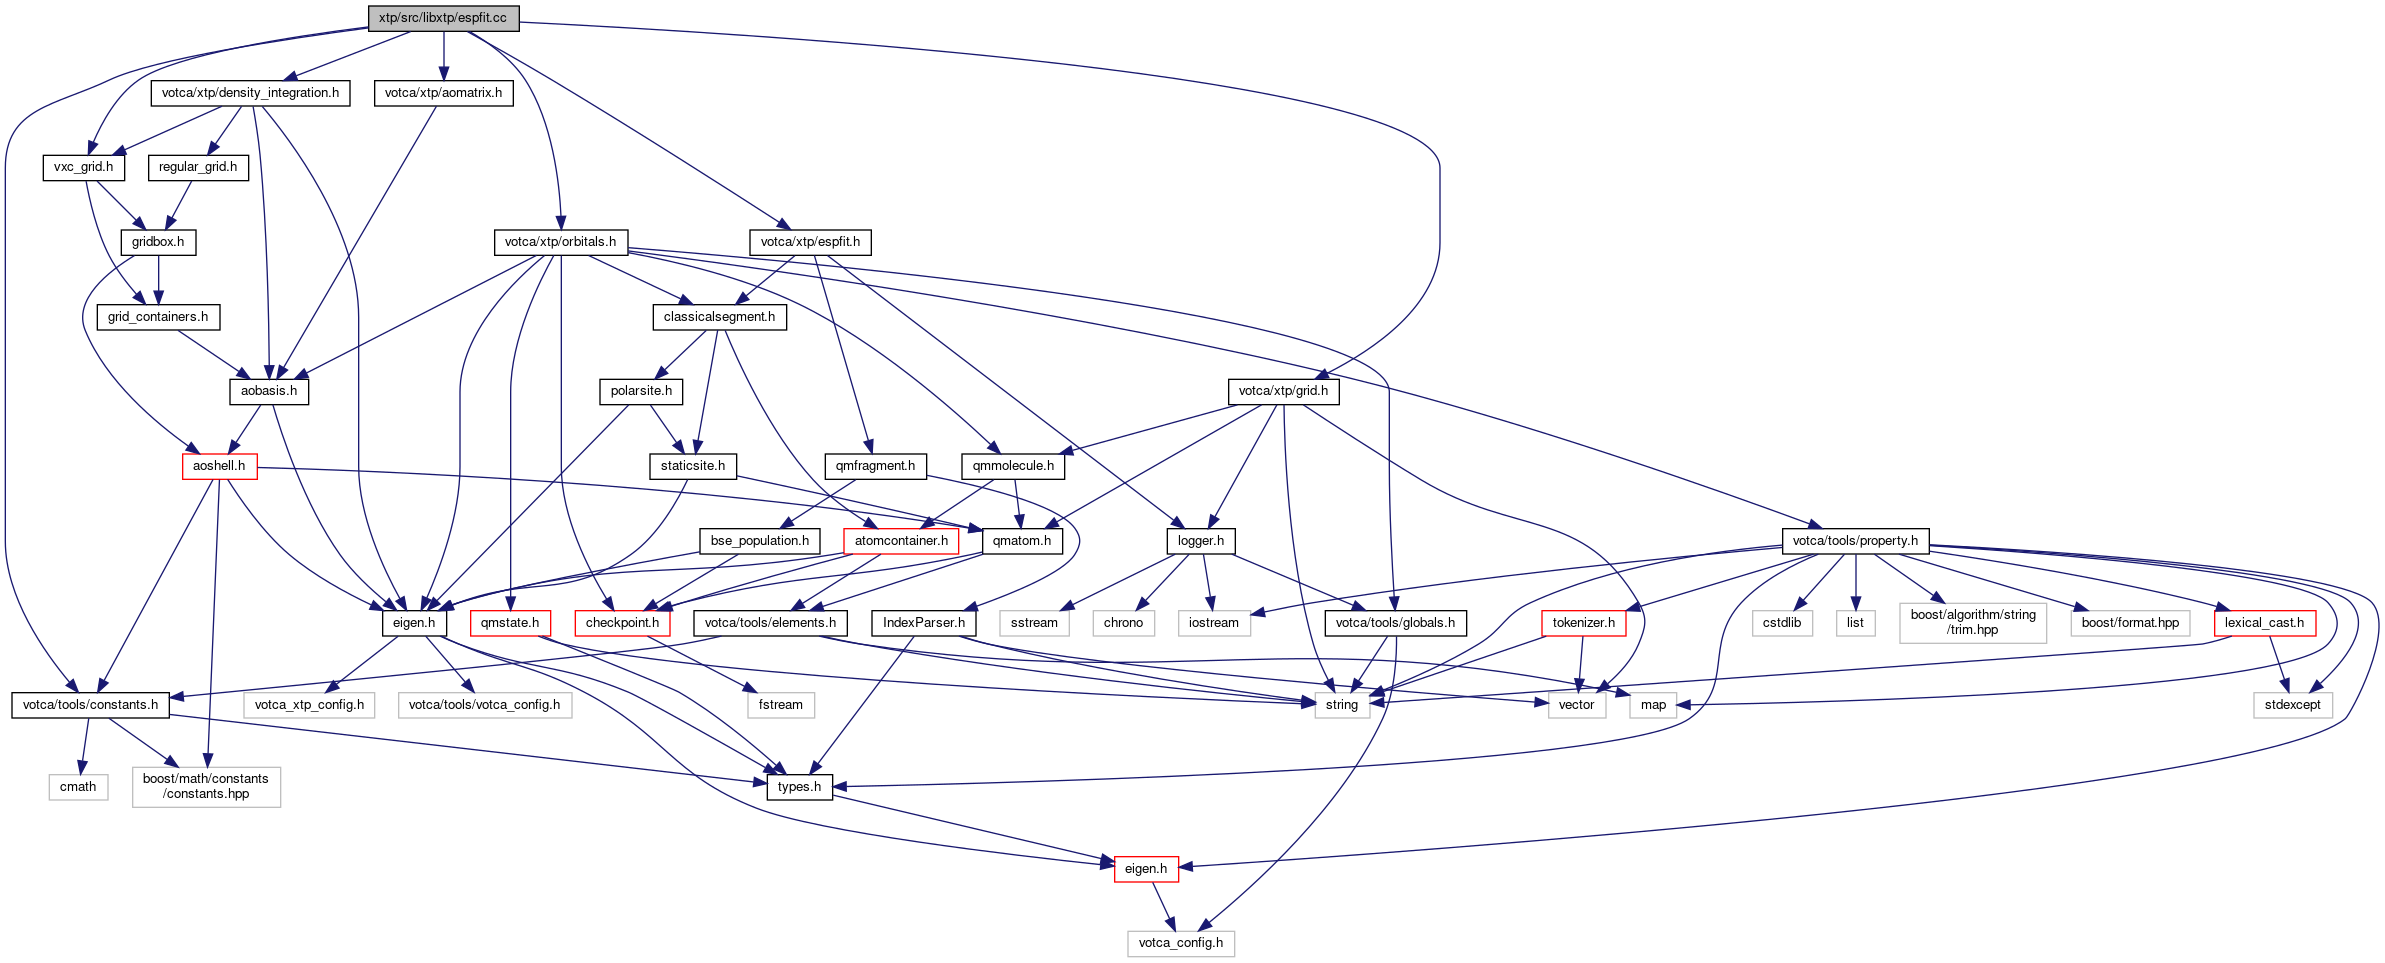 xtp/src/libxtp/espfit.cc
votca/xtp/density_integration.h
votca/xtp/aomatrix.h
vxc_grid.h
regular_grid.h
gridbox.h
votca/xtp/orbitals.h
votca/xtp/espfit.h
grid_containers.h
classicalsegment.h
aobasis.h
polarsite.h
votca/xtp/grid.h
aoshell.h
staticsite.h
qmfragment.h
qmmolecule.h
bse_population.h
atomcontainer.h
qmatom.h
logger.h
votca/tools/property.h
eigen.h
qmstate.h
checkpoint.h
votca/tools/elements.h
IndexParser.h
sstream
chrono
iostream
votca/tools/globals.h
tokenizer.h
cstdlib
list
boost/algorithm/string
/trim.hpp
boost/format.hpp
lexical_cast.h
votca/tools/constants.h
votca_xtp_config.h
votca/tools/votca_config.h
fstream
string
vector
map
stdexcept
cmath
boost/math/constants
/constants.hpp
types.h
eigen.h
votca_config.h